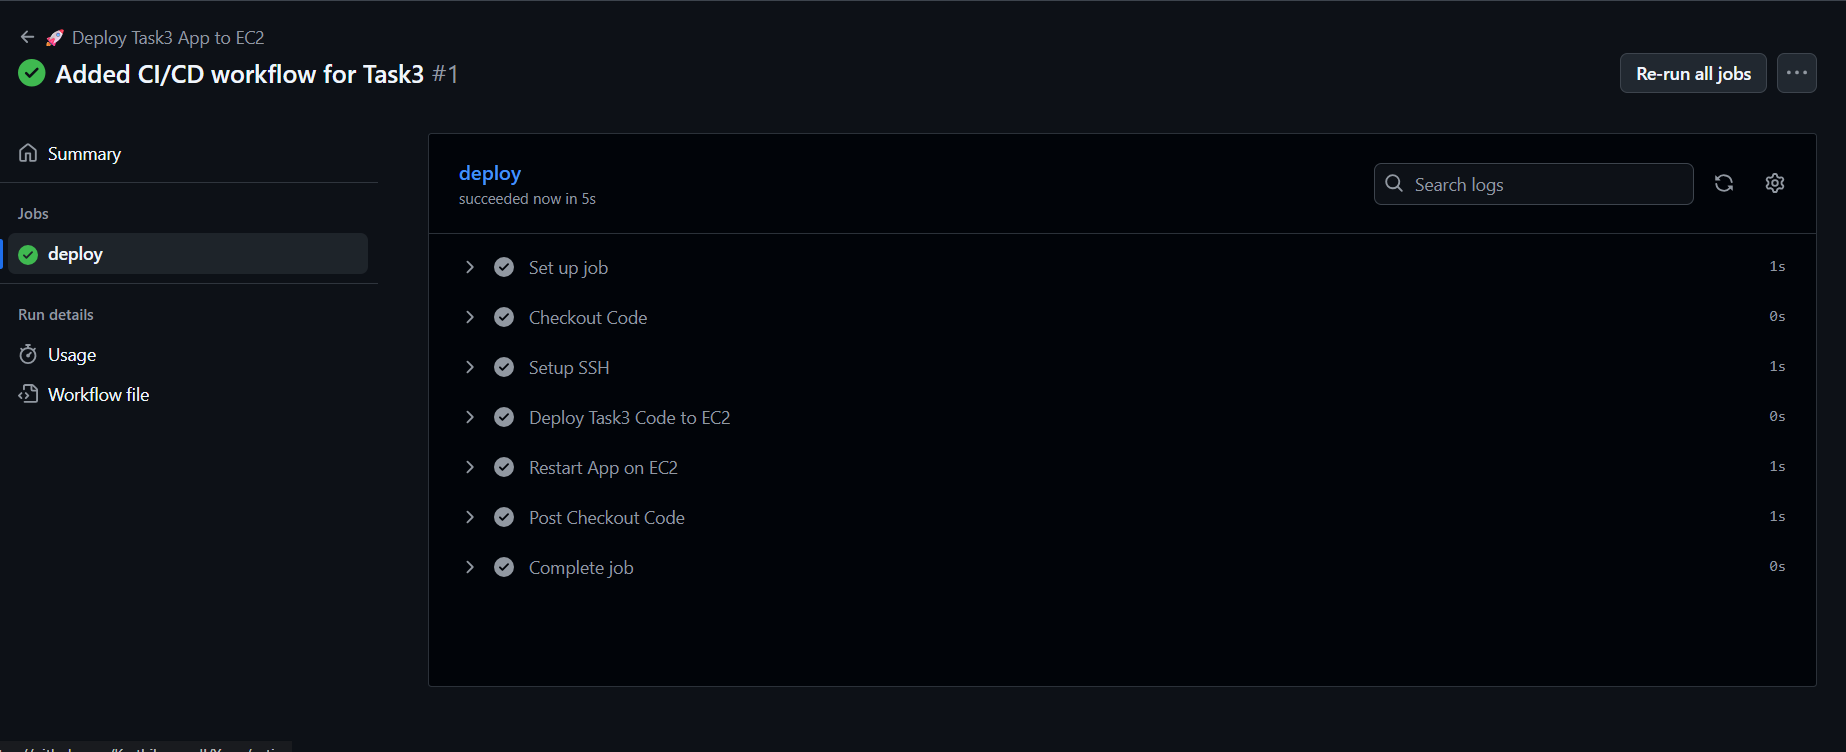 🚀 Deploy Task3 App to EC2
Added CI/CD workflow for Task3 #1
Re-run all jobs
Summary
Jobs
deploy
Run details
Usage
Workflow file
deploy
succeeded now in 5s
Search logs
Set up job 1s
Checkout Code 0s
Setup SSH 1s
Deploy Task3 Code to EC2 0s
Restart App on EC2 1s
Post Checkout Code 1s
Complete job 0s